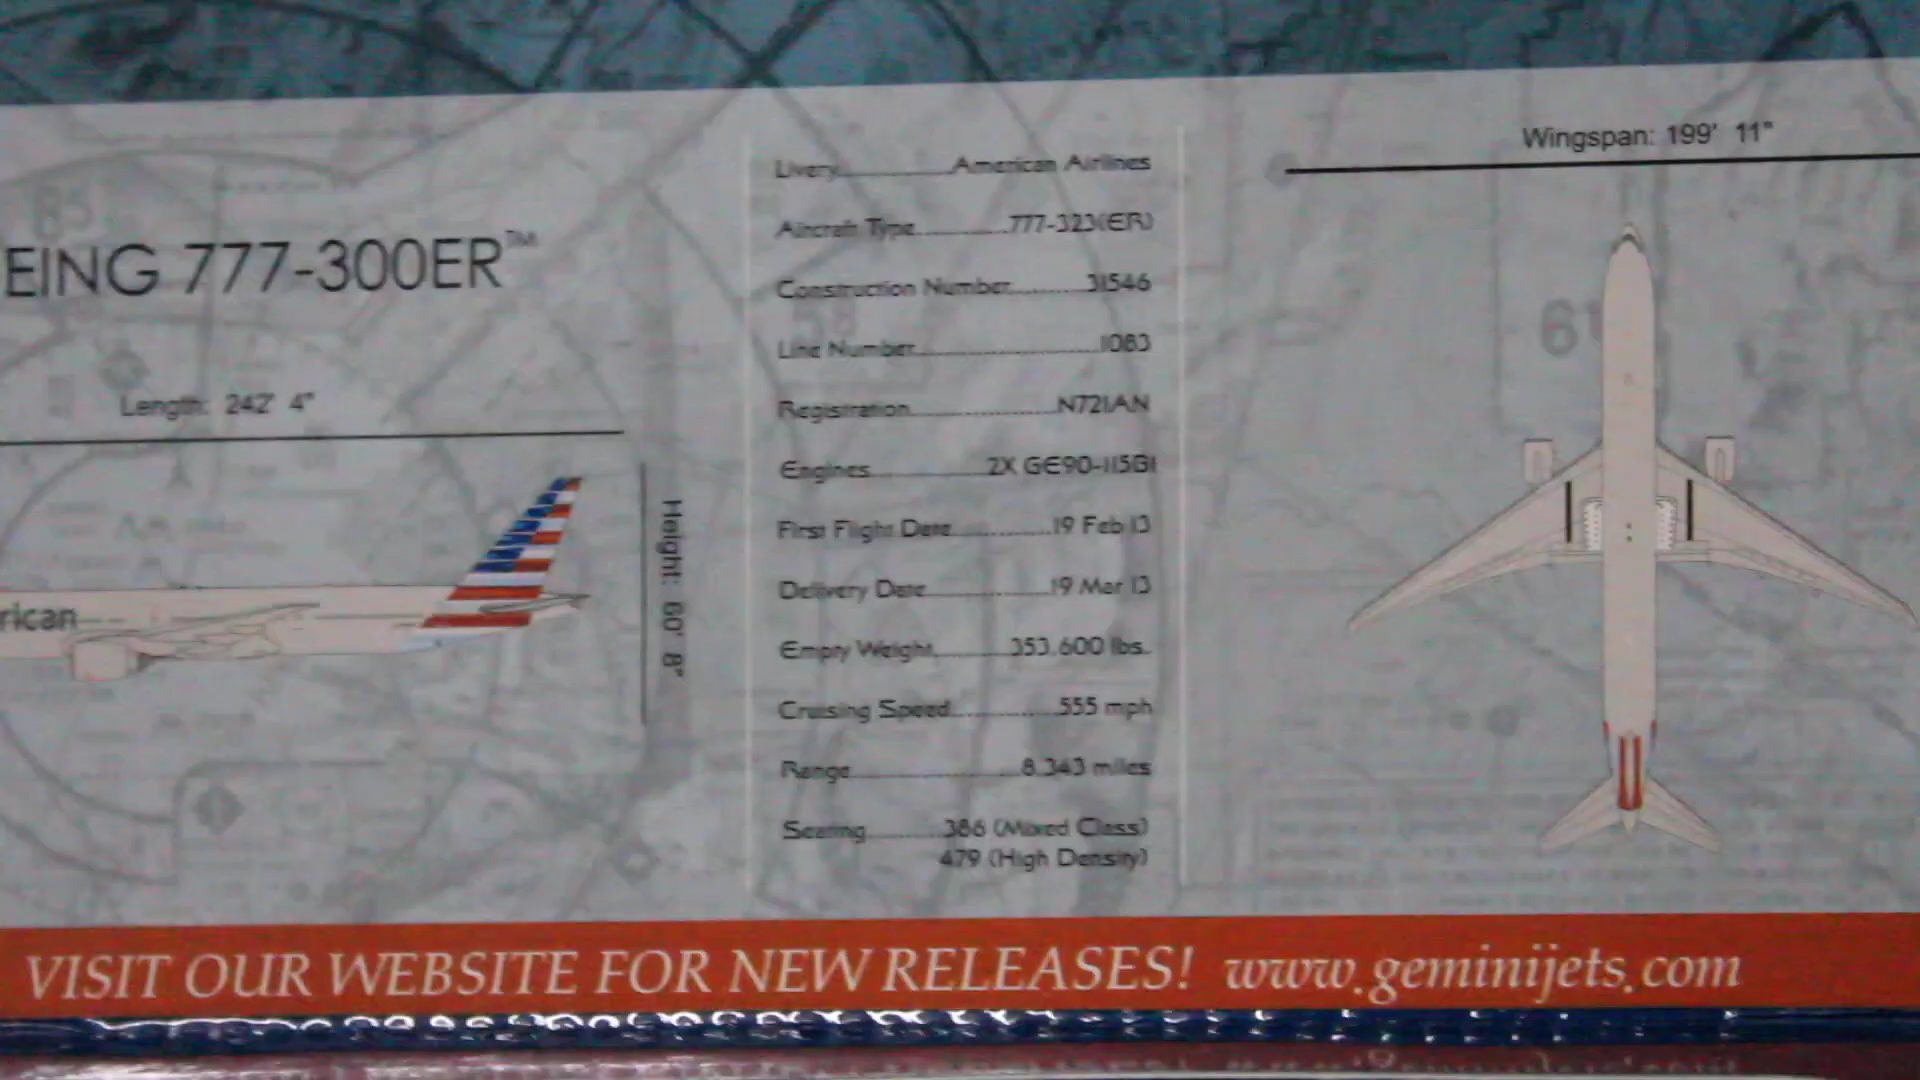 EING 777-300ER™
Length: 242' 4"
rican
Height: 60' 8"
Livery..............American Airlines
Aircraft Type............777-323(ER)
Construction Number..........31546
Line Number........................1083
Registration..................N721AN
Engines...............2X GE90-115B1
First Flight Date.............19 Feb 13
Delivery Date................19 Mar 13
Empty Weight..........353,600 lbs.
Cruising Speed..............555 mph
Range......................8,343 miles
Seating..........386 (Mixed Class)
479 (High Density)
Wingspan: 199' 11"
VISIT OUR WEBSITE FOR NEW RELEASES! www.geminijets.com